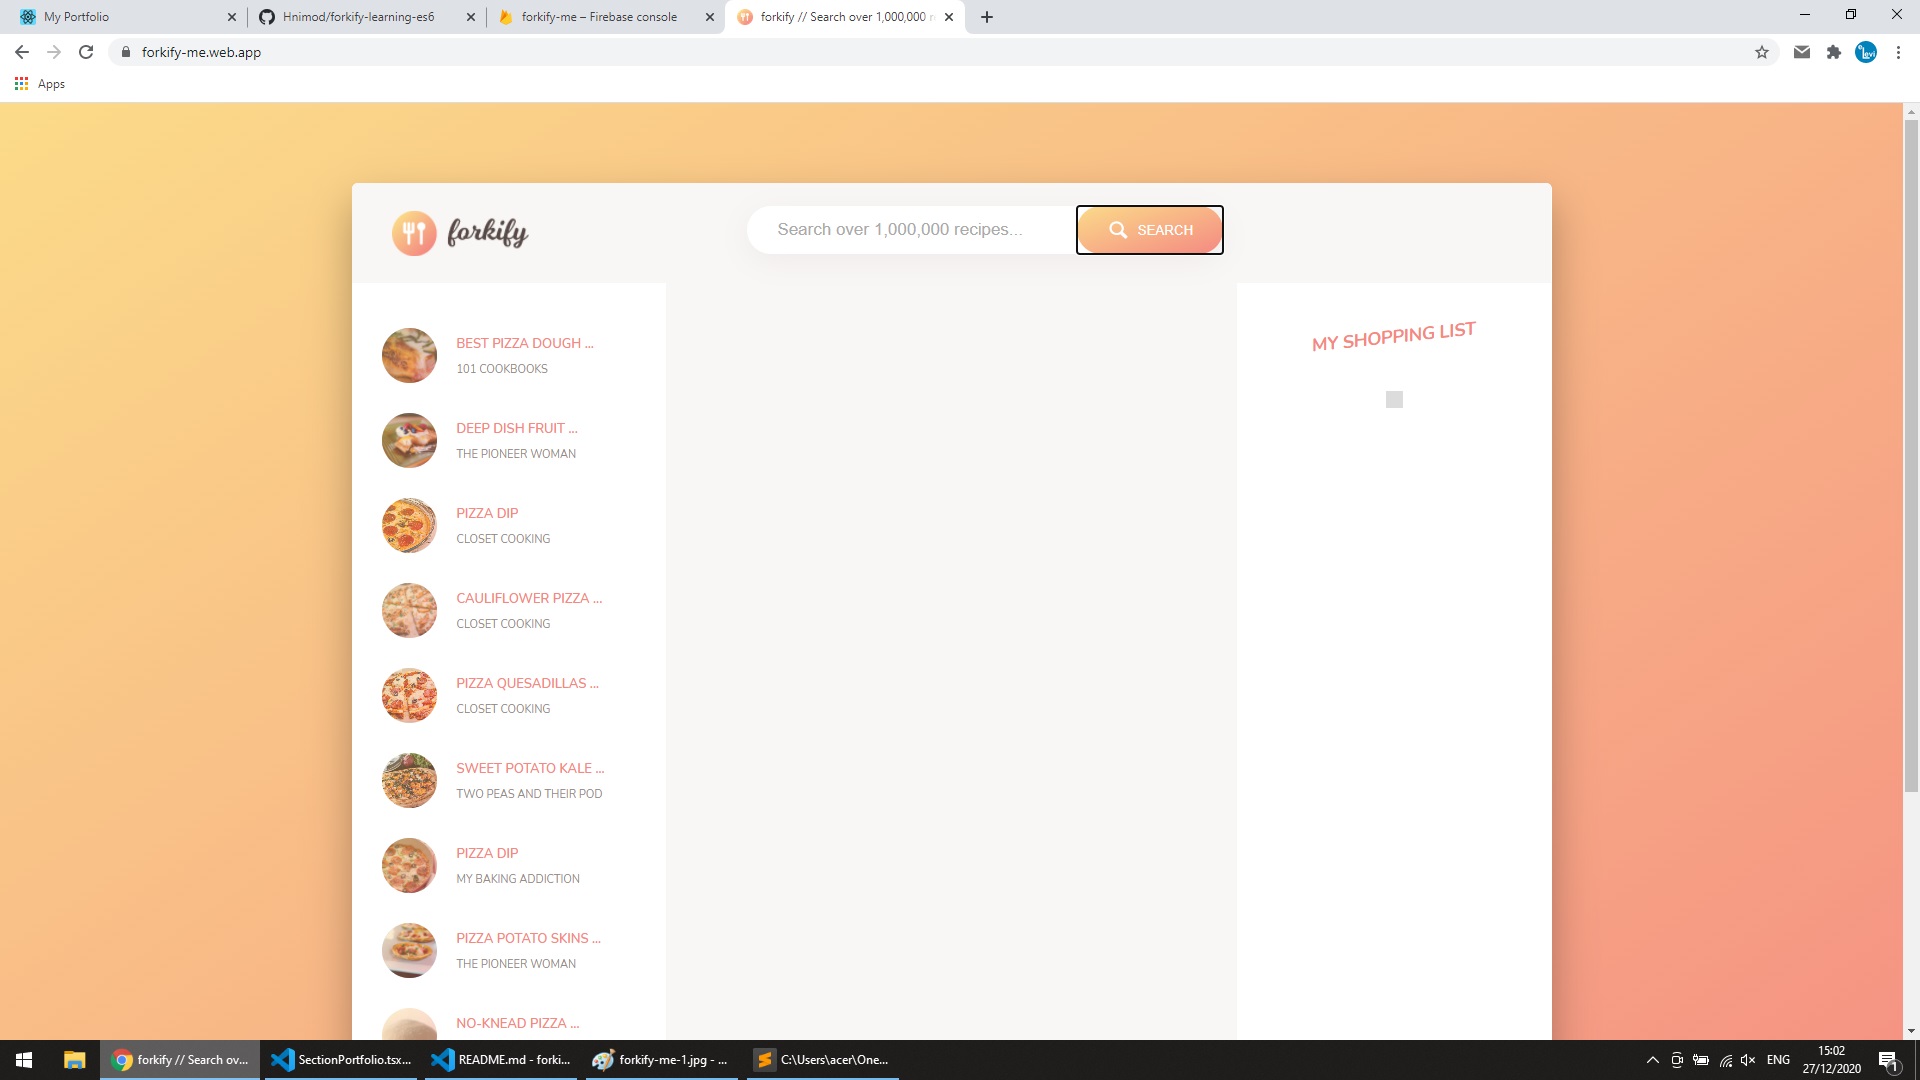 My Portfolio
Hnimod/forkify-learning-es6
forkify-me – Firebase console
forkify // Search over 1,000,000
forkify-me.web.app
Apps
forkify
Search over 1,000,000 recipes...
SEARCH
BEST PIZZA DOUGH ...
101 COOKBOOKS
DEEP DISH FRUIT ...
THE PIONEER WOMAN
PIZZA DIP
CLOSET COOKING
CAULIFLOWER PIZZA ...
CLOSET COOKING
PIZZA QUESADILLAS ...
CLOSET COOKING
SWEET POTATO KALE ...
TWO PEAS AND THEIR POD
PIZZA DIP
MY BAKING ADDICTION
PIZZA POTATO SKINS ...
THE PIONEER WOMAN
NO-KNEAD PIZZA ...
MY SHOPPING LIST
forkify // Search ov...
SectionPortfolio.tsx...
README.md - forki...
forkify-me-1.jpg - ...
C:\Users\acer\One...
ENG
15:02
27/12/2020
1